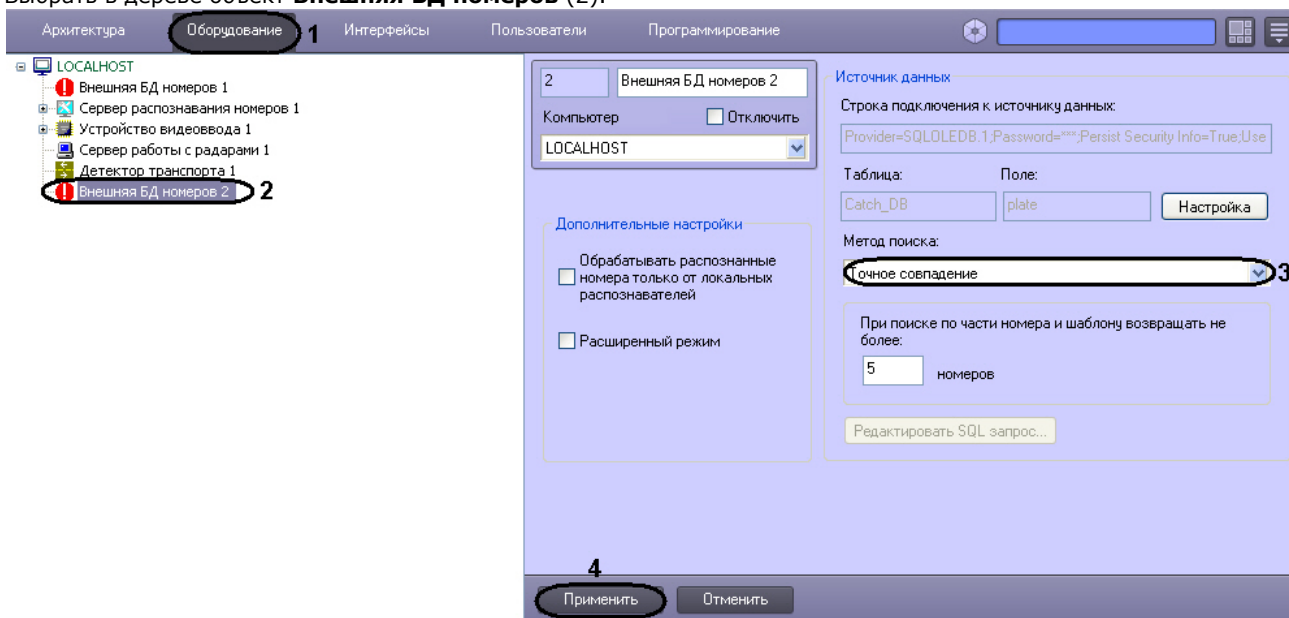 Выбрать в дереве объект Внешняя БД номеров (2).
Архитектура Оборудование 1 Интерфейсы Пользователи Программирование
LOCALHOST
Внешняя БД номеров 1
Сервер распознавания номеров 1
Устройство видеоввода 1
Сервер работы с радарами 1
Детектор транспорта 1
Внешняя БД номеров 2 2
2 Внешняя БД номеров 2
Компьютер Отключить
LOCALHOST
Дополнительные настройки
Обрабатывать распознанные
номера только от локальных
распознавателей
Расширенный режим
Источник данных
Строка подключения к источнику данных:
Provider=SQLOLEDB.1;Password="***";Persist Security Info=True;Use
Таблица: Поле:
Catch_DB plate Настройка
Метод поиска:
Точное совпадение 3
При поиске по части номера и шаблону возвращать не
более:
5 номеров
Редактировать SQL запрос...
4
Применить Отменить